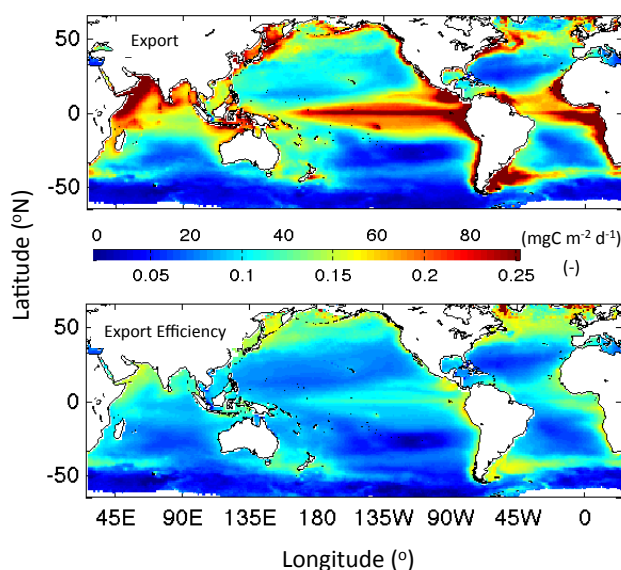 Export
50
0
-50
0 20 40 60 80 (mgC m⁻² d⁻¹)
0.05 0.1 0.15 0.2 0.25 (-)
Latitude (ºN)
Export Efficiency
50
0
-50
45E 90E 135E 180 135W 90W 45W 0
Longitude (º)